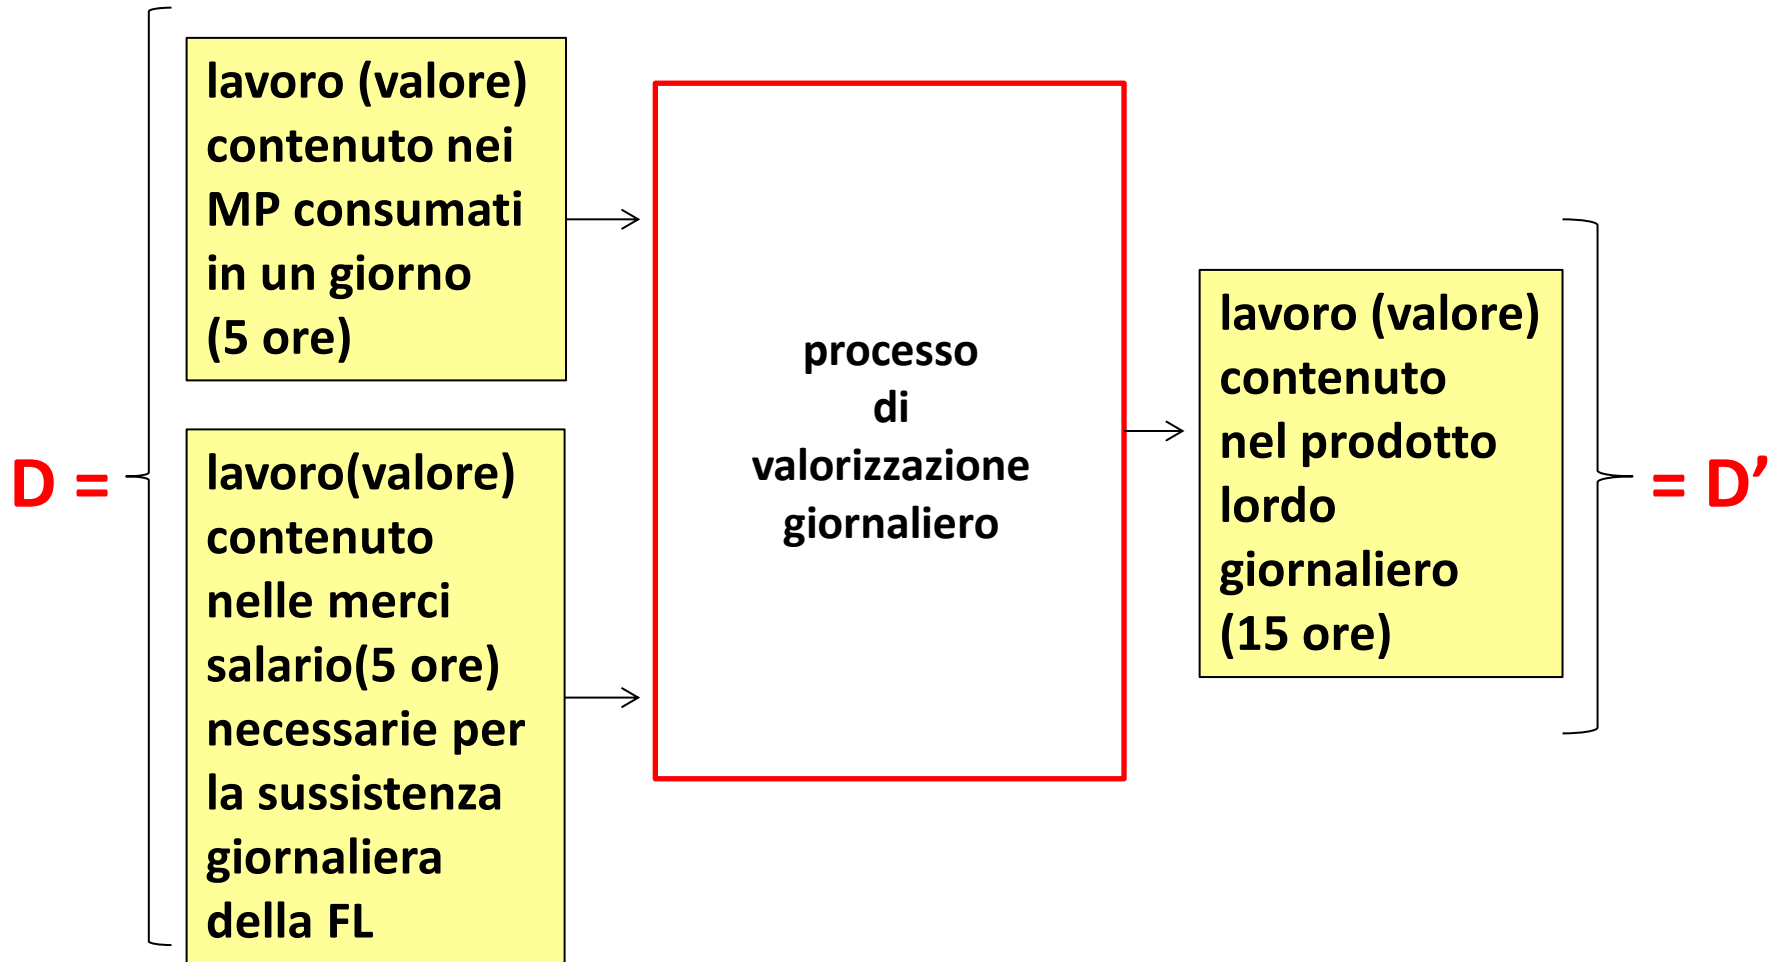 D =
lavoro (valore)
contenuto nei
MP consumati
in un giorno
(5 ore)
lavoro(valore)
contenuto
nelle merci
salario(5 ore)
necessarie per
la sussistenza
giornaliera
della FL
processo
di
valorizzazione
giornaliero
lavoro (valore)
contenuto
nel prodotto
lordo
giornaliero
(15 ore)
= D’